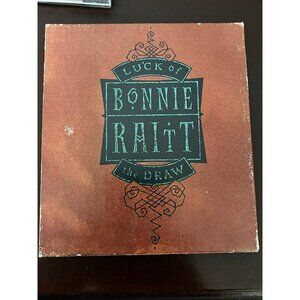 LUCK of
BONNIE
RAITT
the DRAW